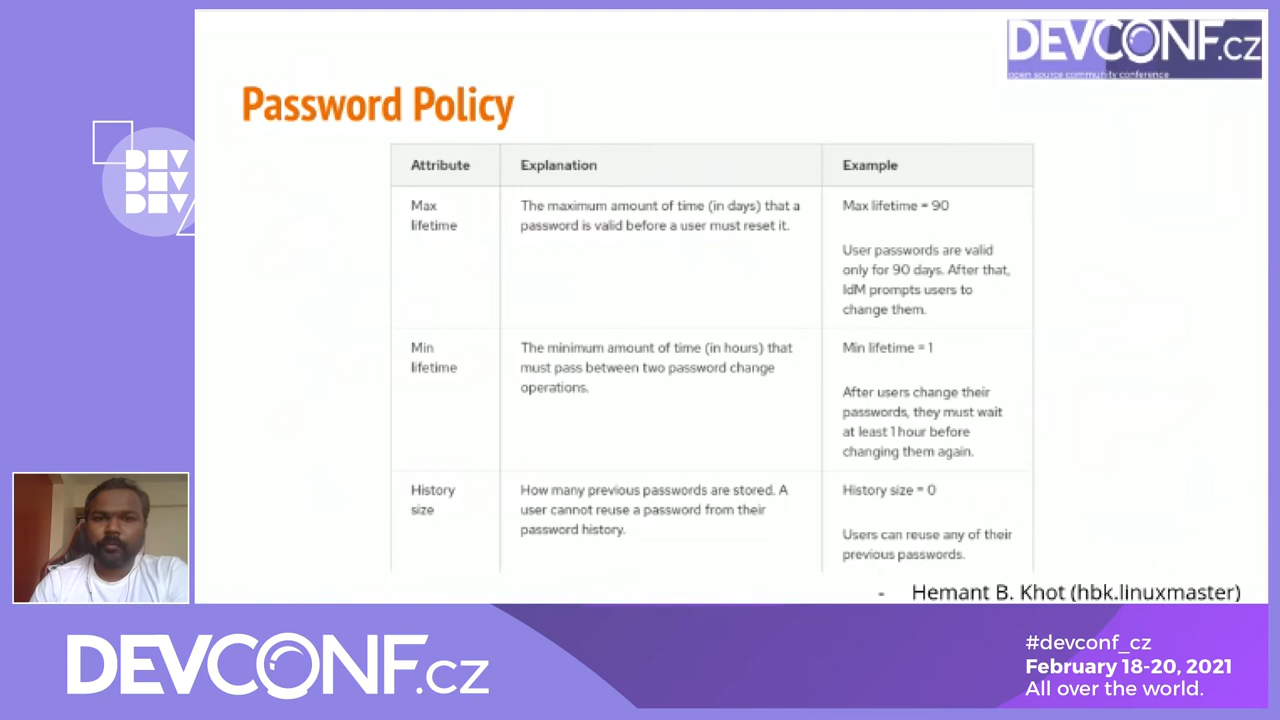 DEVCONF.cz
open source community conference
Password Policy
DEV
DEV
DEV
Attribute Explanation Example
Max
lifetime
The maximum amount of time (in days) that a
password is valid before a user must reset it.
Max lifetime = 90
User passwords are valid
only for 90 days. After that,
IdM prompts users to
change them.
Min
lifetime
The minimum amount of time (in hours) that
must pass between two password change
operations.
Min lifetime = 1
After users change their
passwords, they must wait
at least 1 hour before
changing them again.
History
size
How many previous passwords are stored. A
user cannot reuse a password from their
password history.
History size = 0
Users can reuse any of their
previous passwords.
- Hemant B. Khot (hbk.linuxmaster)
DEVCONF.cz
#devconf_cz
February 18-20, 2021
All over the world.